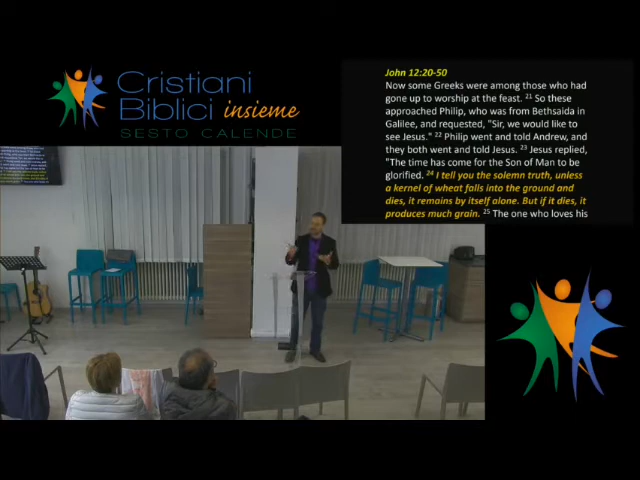 Cristiani
Biblici insieme
SESTO CALENDE
John 12:20-50
Now some Greeks were among those who had
gone up to worship at the feast. 21 So these
approached Philip, who was from Bethsaida in
Galilee, and requested, "Sir, we would like to
see Jesus." 22 Philip went and told Andrew, and
they both went and told Jesus. 23 Jesus replied,
"The time has come for the Son of Man to be
glorified. 24 I tell you the solemn truth, unless
a kernel of wheat falls into the ground and
dies, it remains by itself alone. But if it dies, it
produces much grain. 25 The one who loves his